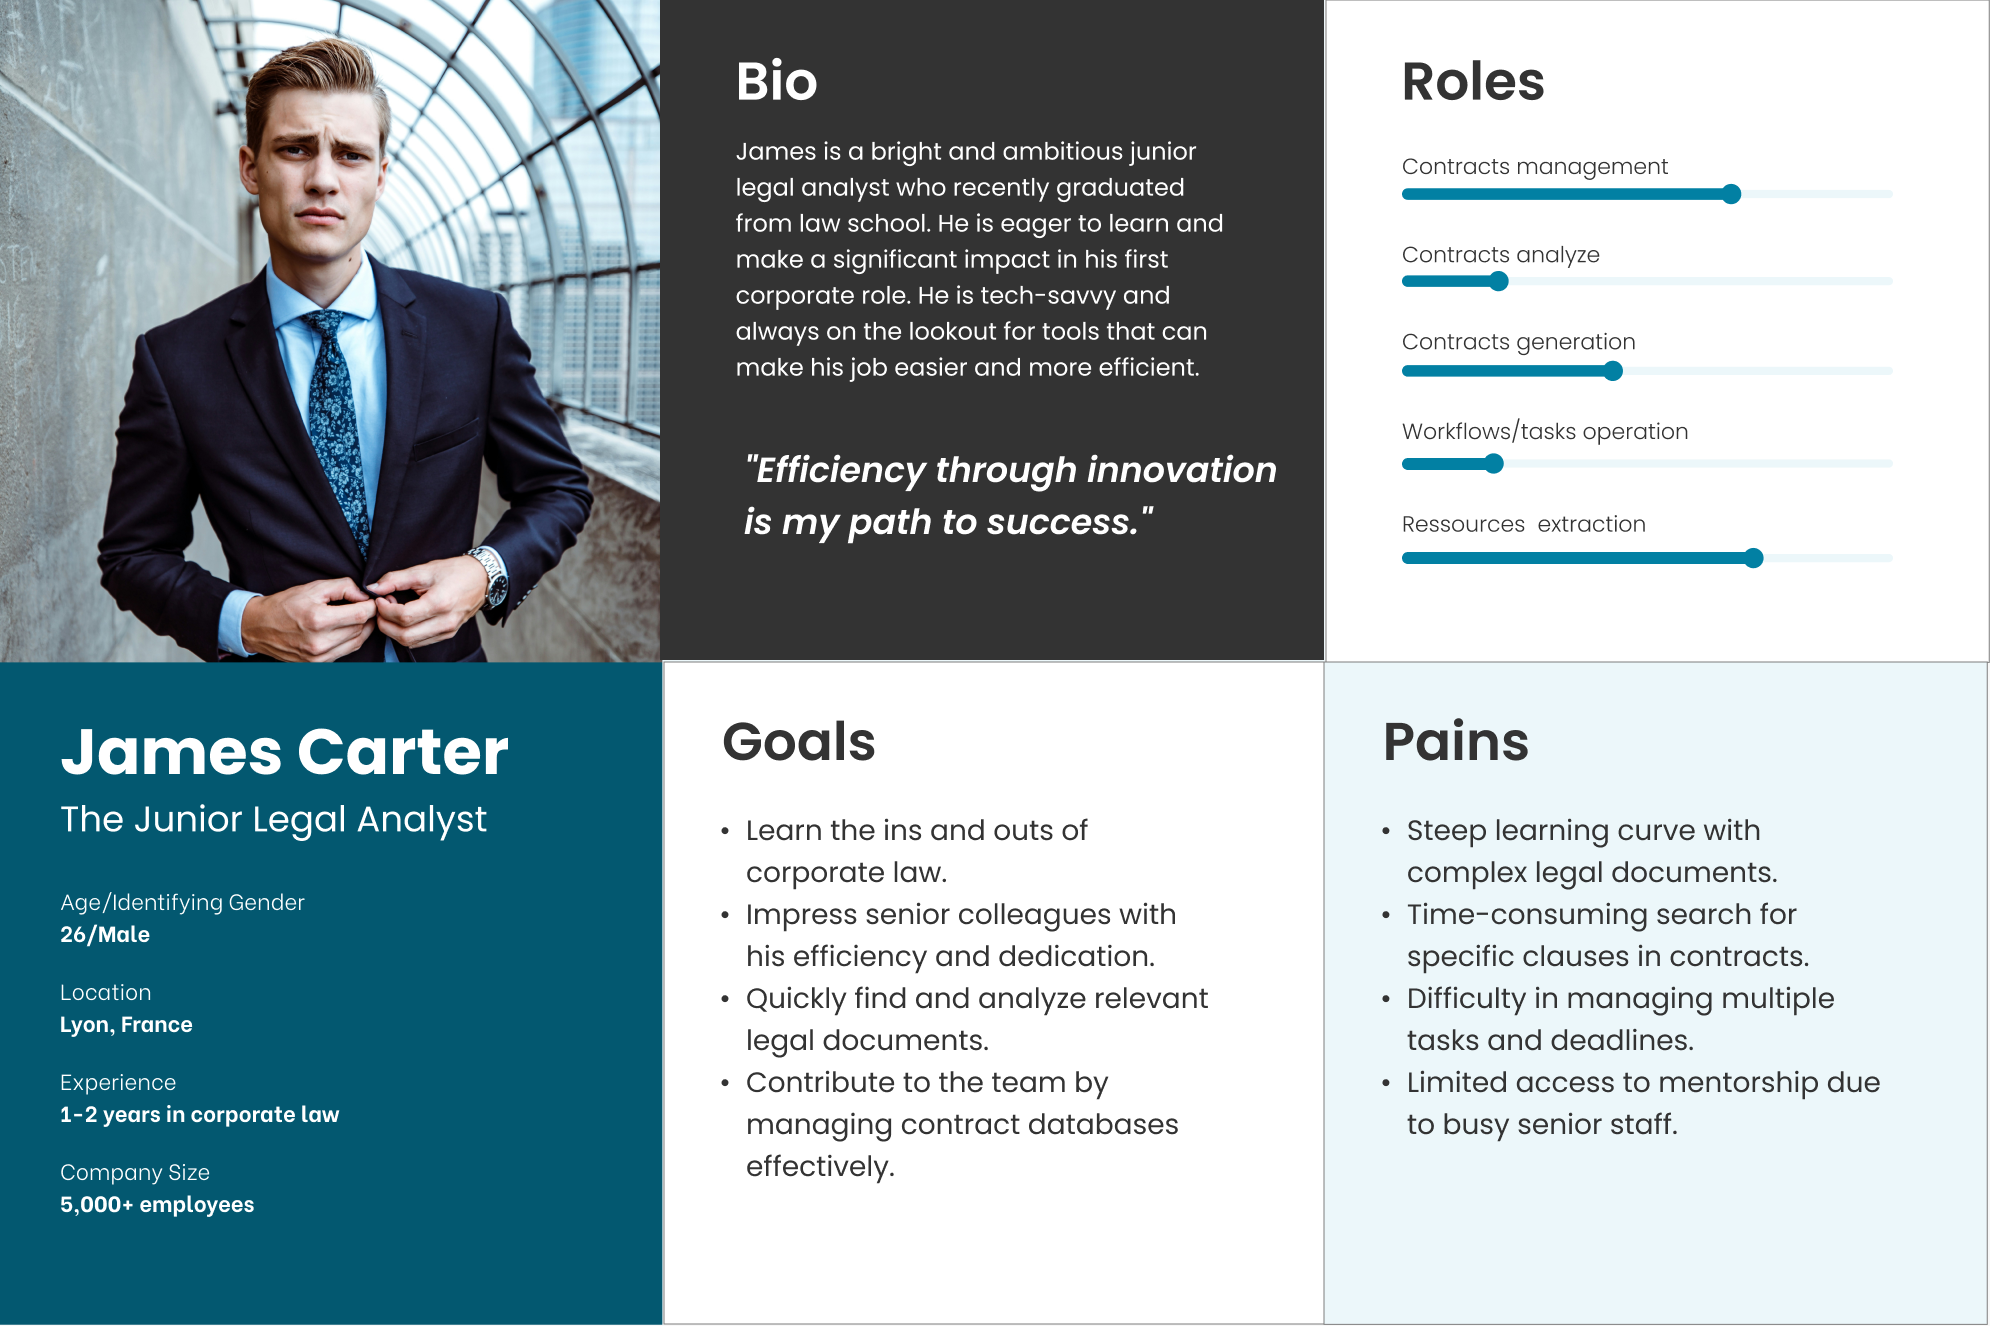 Bio
James is a bright and ambitious junior
legal analyst who recently graduated
from law school. He is eager to learn and
make a significant impact in his first
corporate role. He is tech-savvy and
always on the lookout for tools that can
make his job easier and more efficient.
"Efficiency through innovation
is my path to success."
Roles
Contracts management
Contracts analyze
Contracts generation
Workflows/tasks operation
Ressources  extraction
James Carter
The Junior Legal Analyst
Age/Identifying Gender
26/Male
Location
Lyon, France
Experience
1-2 years in corporate law
Company Size
5,000+ employees
Goals
• Learn the ins and outs of
corporate law.
• Impress senior colleagues with
his efficiency and dedication.
• Quickly find and analyze relevant
legal documents.
• Contribute to the team by
managing contract databases
effectively.
Pains
• Steep learning curve with
complex legal documents.
• Time-consuming search for
specific clauses in contracts.
• Difficulty in managing multiple
tasks and deadlines.
• Limited access to mentorship due
to busy senior staff.